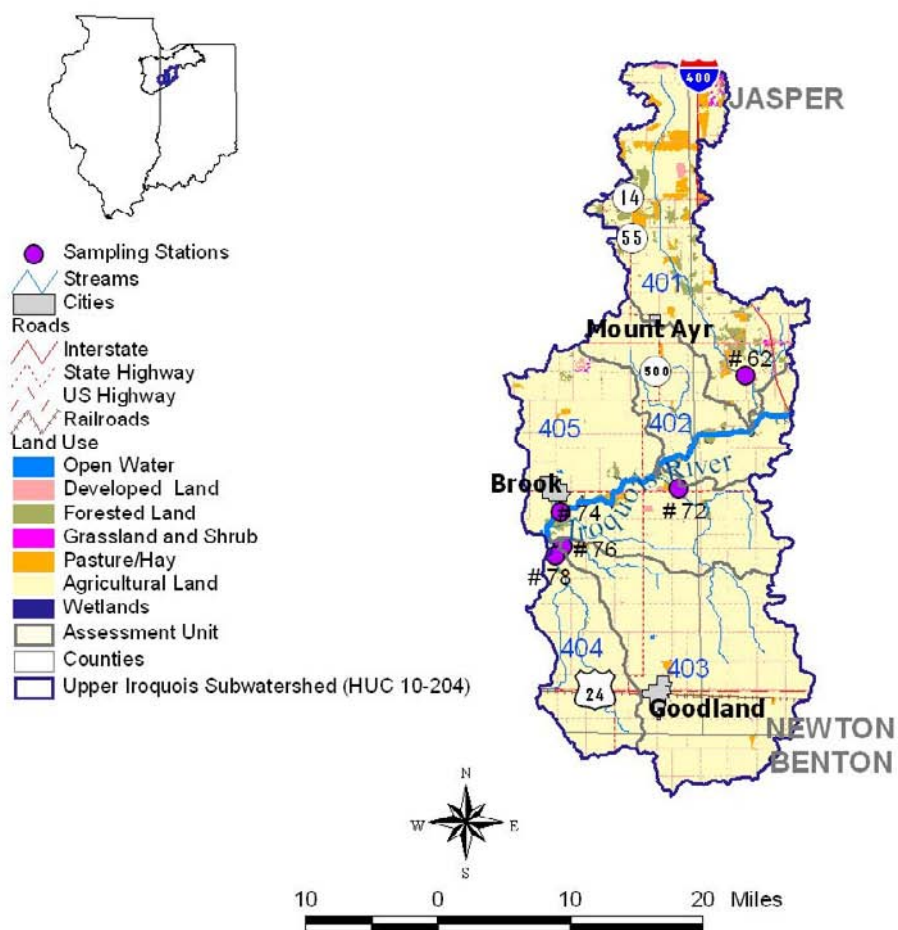 400
JASPER
14
55
401
Mount Ayr
#62
500
402
405
Brook
Iroquois River
#74
#72
#76
#78
404
403
24
Goodland
NEWTON
BENTON
Sampling Stations
Streams
Cities
Roads
Interstate
State Highway
US Highway
Railroads
Land Use
Open Water
Developed Land
Forested Land
Grassland and Shrub
Pasture/Hay
Agricultural Land
Wetlands
Assessment Unit
Counties
Upper Iroquois Subwatershed (HUC 10-204)
N
W E
S
10 0 10 20 Miles